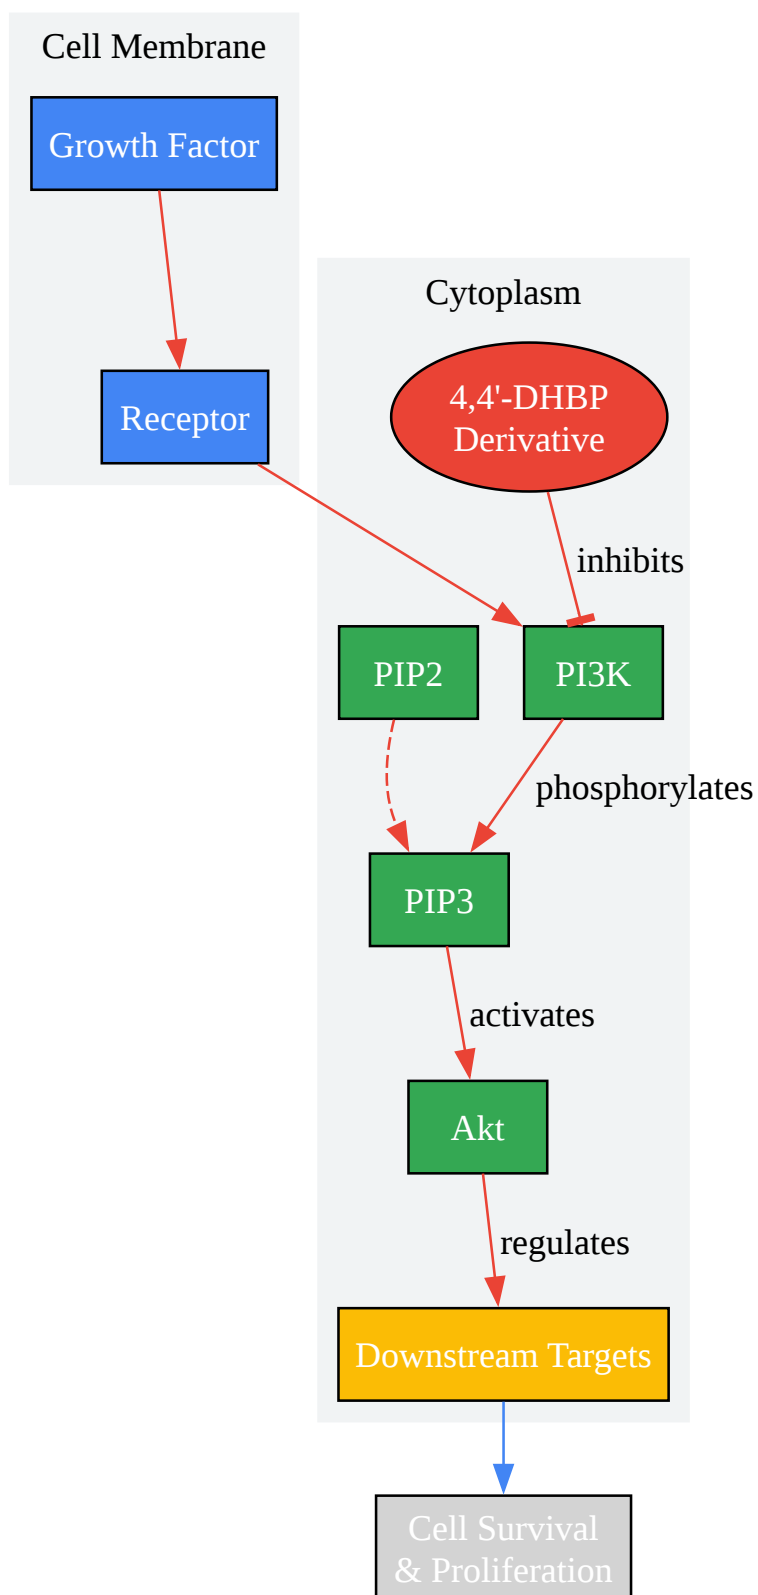 Cell Membrane
Growth Factor
Receptor
Cytoplasm
4,4'-DHBP
Derivative
inhibits
PIP2
PI3K
phosphorylates
PIP3
activates
Akt
regulates
Downstream Targets
Cell Survival
& Proliferation